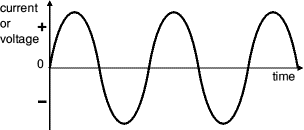 current
or
voltage
+
0
time
–